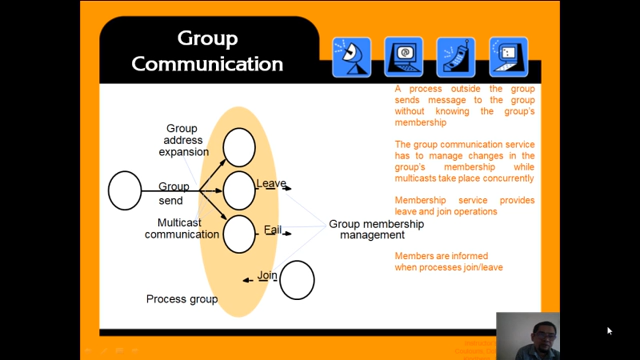 Group
Communication
A process outside the group
sends message to the group
without knowing the group's
membership
The group communication service
has to manage changes in the
group's membership while
multicasts take place concurrently
Membership service provides
leave and join operations
Members are informed
when processes join/leave
Group
address
expansion
Group
send
Multicast
communication
Process group
Leave
Fail
Join
Group membership
management